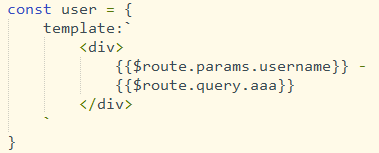 const user = {
    template:`
        <div>
            {{$route.params.username}} -
            {{$route.query.aaa}}
        </div>
    `
}